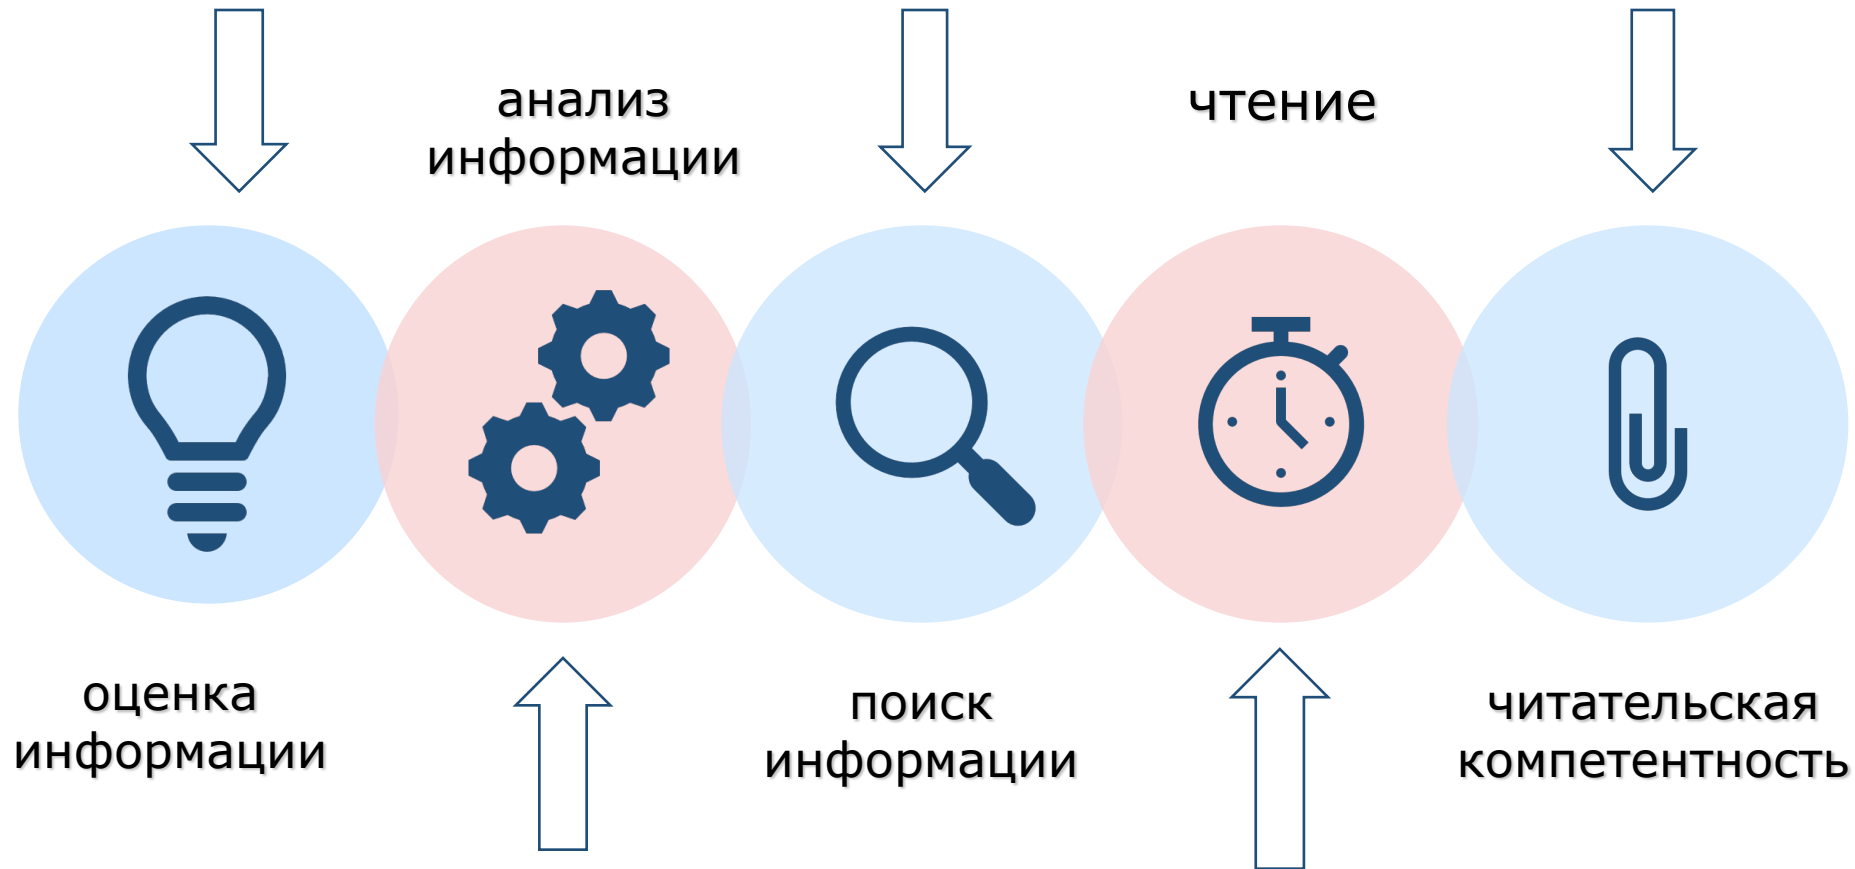 анализ
информации
чтение
оценка
информации
поиск
информации
читательская
компетентность